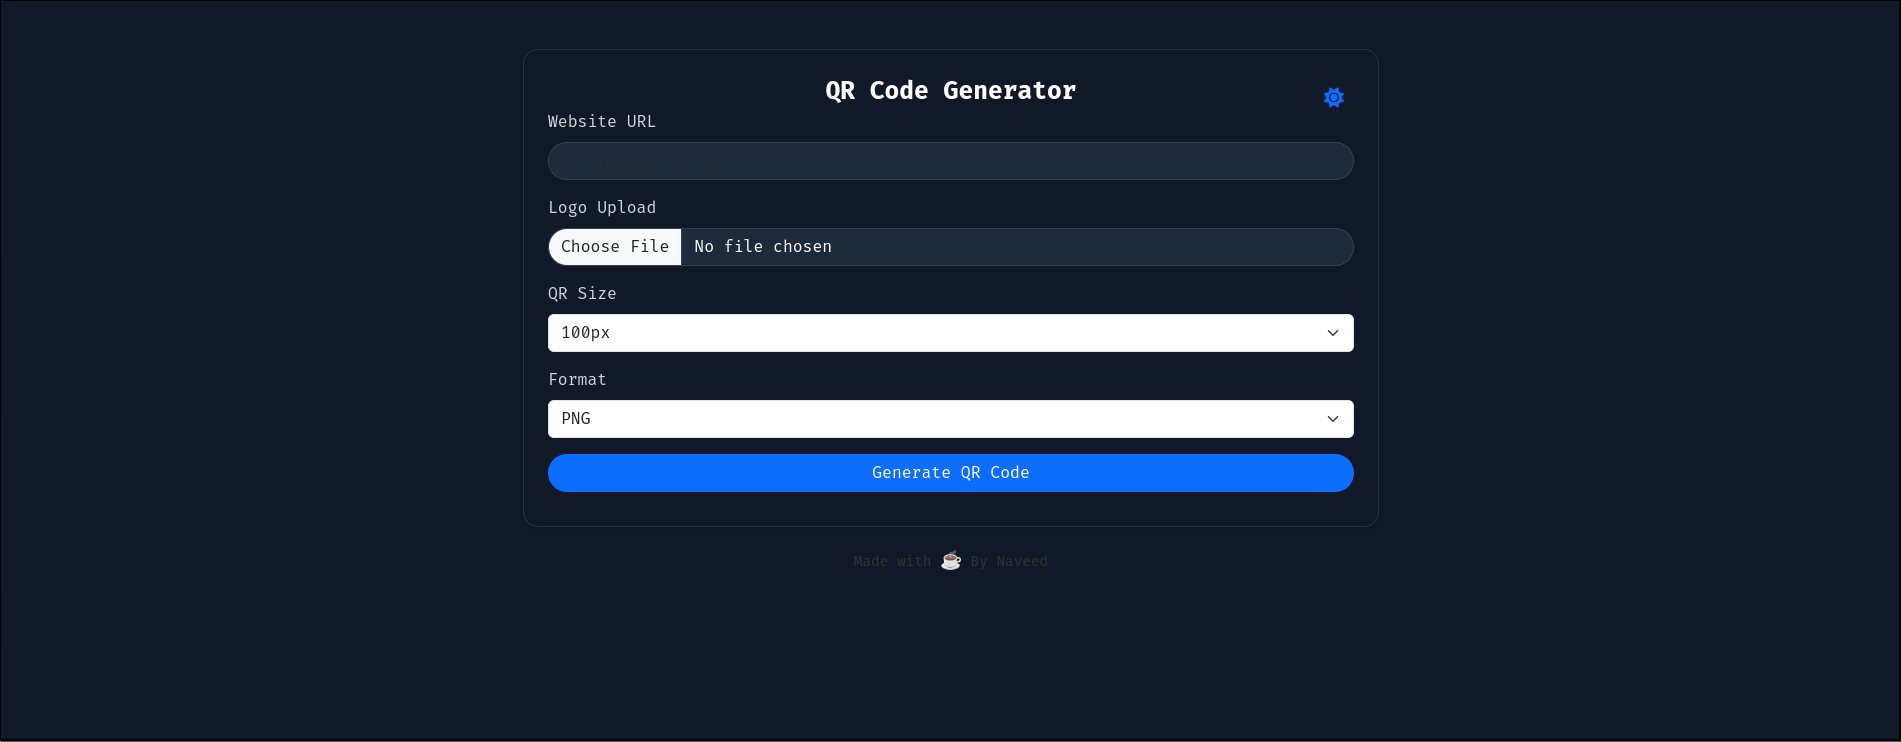 QR Code Generator
Website URL
Logo Upload
Choose File No file chosen
QR Size
100px
Format
PNG
Generate QR Code
Made with ☕ By Naveed